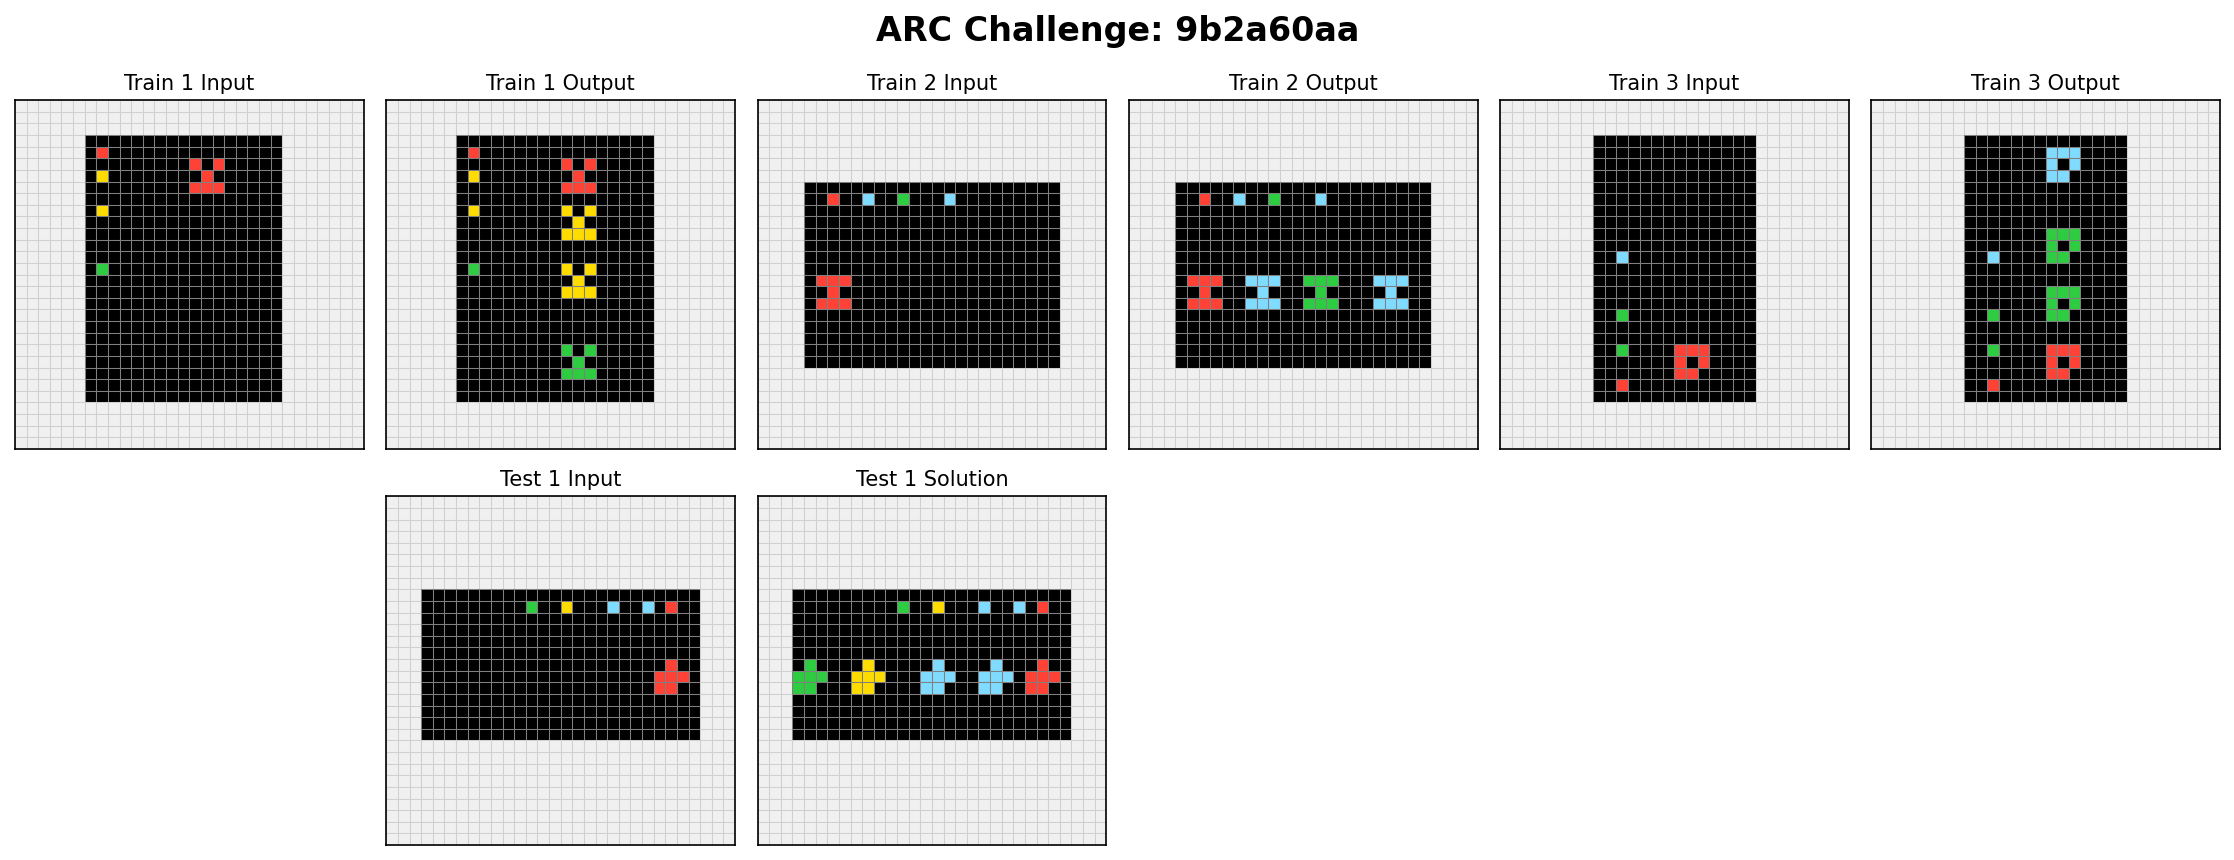 ARC Challenge: 9b2a60aa
Train 1 Input
Train 1 Output
Train 2 Input
Train 2 Output
Train 3 Input
Train 3 Output
Test 1 Input
Test 1 Solution